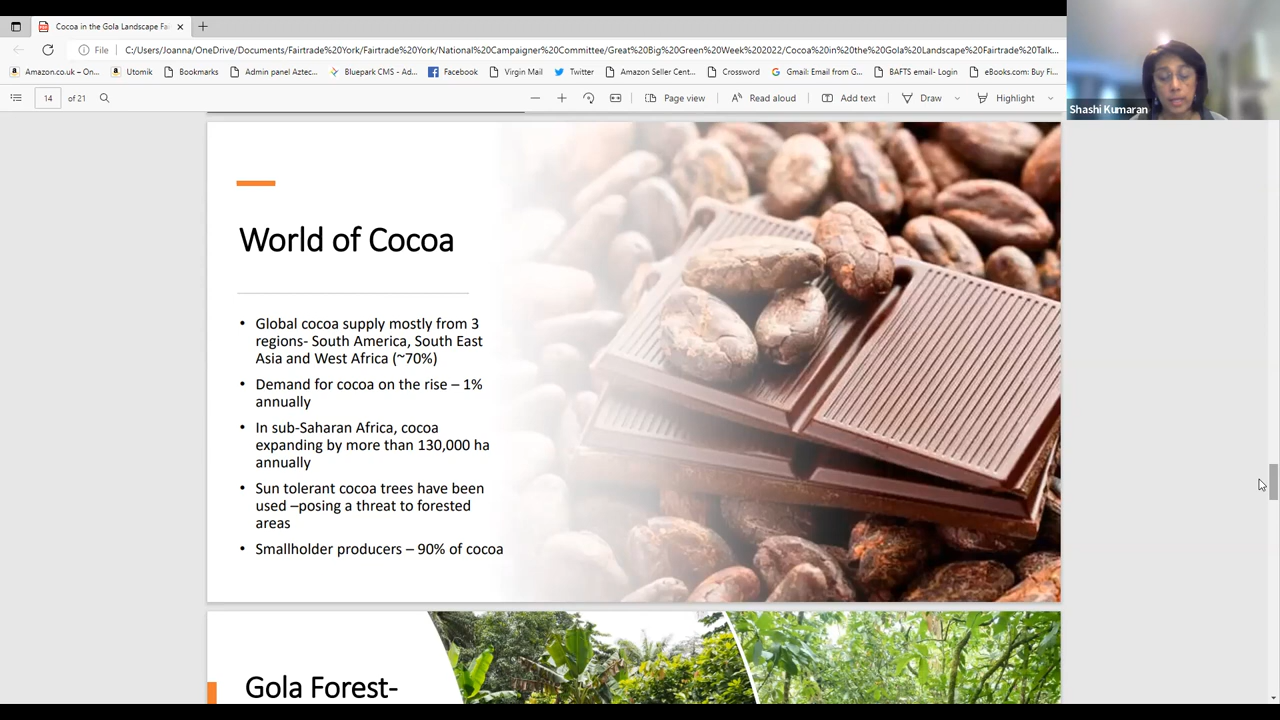 Cocoa in the Gola Landscape Fa
File
C:/Users/Joanna/OneDrive/Documents/Fairtrade%20York/Fairtrade%20York/National%20Campaigner%20Committee/Great%20Big%20Green%20Week%202022/Cocoa%20in%20the%20Gola%20Landscape%20Fairtrade%20Talk...
Amazon.co.uk – On...
Utomik
Bookmarks
Admin panel Aztec...
Bluepark CMS - Ad...
Facebook
Virgin Mail
Twitter
Amazon Seller Cent...
Crossword
Gmail: Email from G...
BAFTS email- Login
eBooks.com: Buy Fi...
14 of 21
Page view
Read aloud
Add text
Draw
Highlight
Shashi Kumaran
World of Cocoa
• Global cocoa supply mostly from 3
regions- South America, South East
Asia and West Africa (~70%)
• Demand for cocoa on the rise – 1%
annually
• In sub-Saharan Africa, cocoa
expanding by more than 130,000 ha
annually
• Sun tolerant cocoa trees have been
used –posing a threat to forested
areas
• Smallholder producers – 90% of cocoa
Gola Forest-